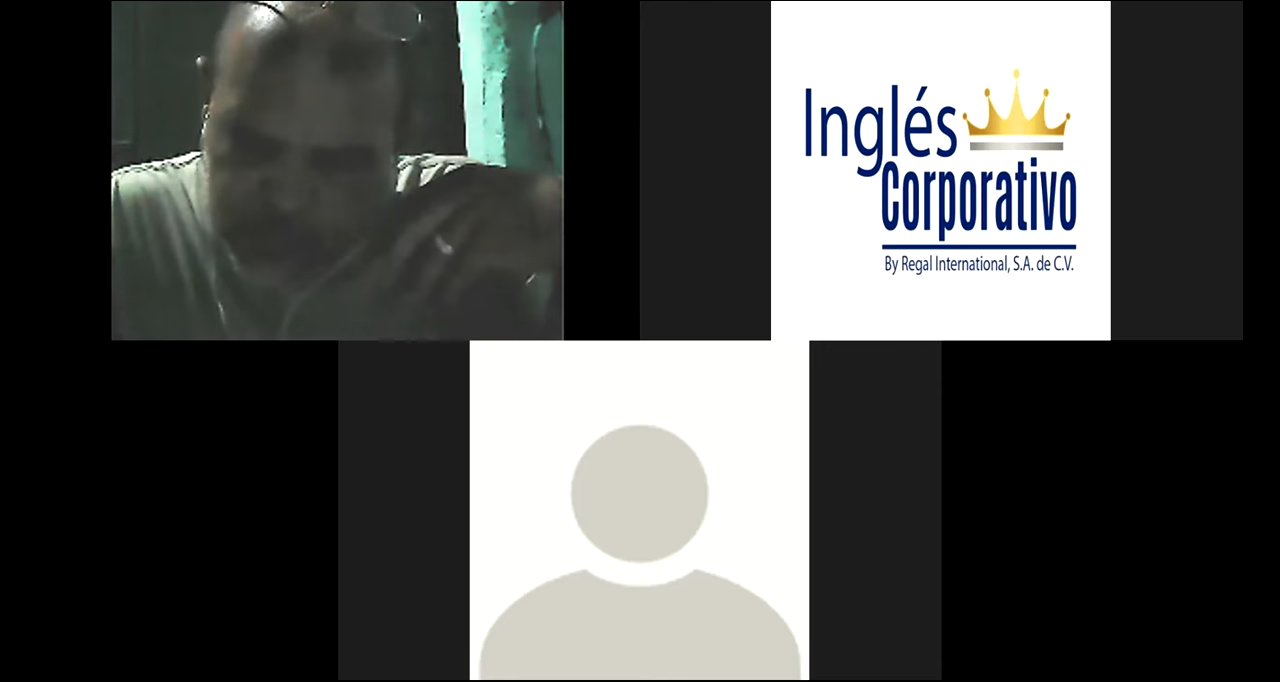 Inglés
Corporativo
By Regal International, S.A. de C.V.